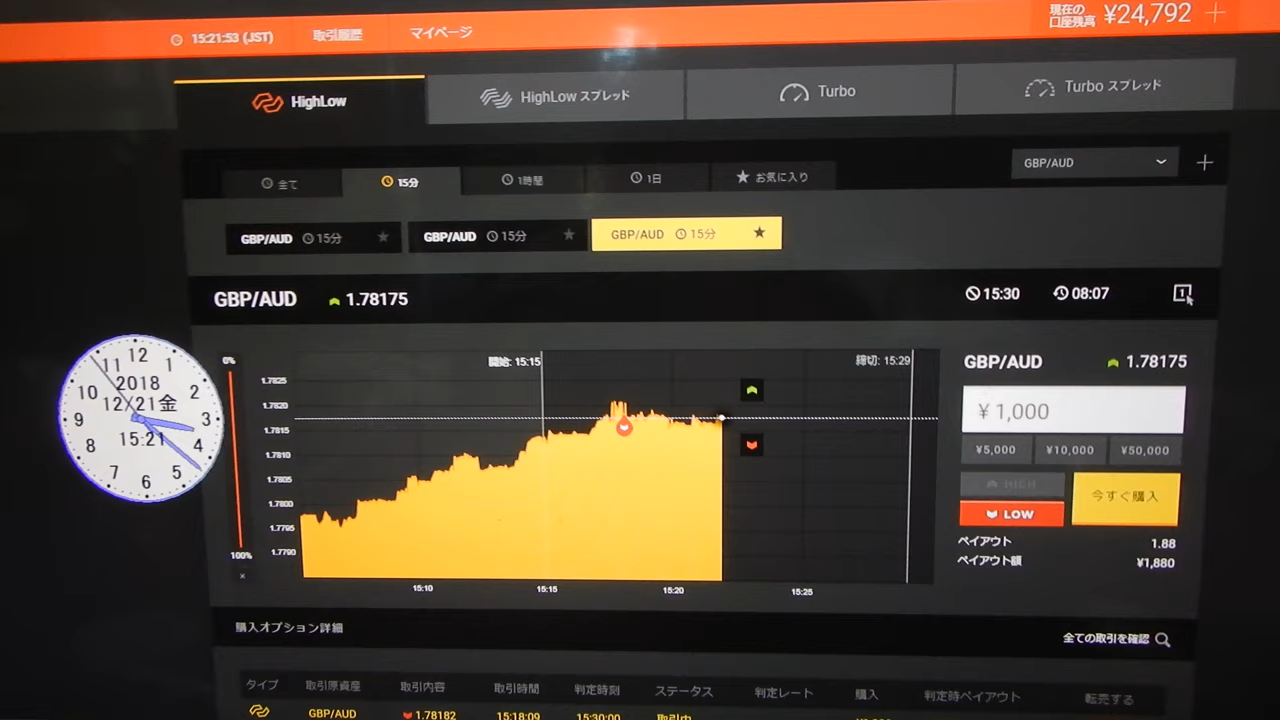 15:21:53 (JST) 取引履歴 マイページ 現在の口座残高 ¥24,792
HighLow HighLow スプレッド Turbo Turbo スプレッド
全て 15分 1時間 1日 お気に入り GBP/AUD
GBP/AUD 15分 GBP/AUD 15分 GBP/AUD 15分
GBP/AUD 1.78175 15:30 08:07 1
開始: 15:15 締切: 15:29
0%
100%
×
1.7825
1.7820
1.7815
1.7810
1.7805
1.7800
1.7795
1.7790
15:10 15:15 15:20 15:25
12
1
2
3
4
5
6
7
8
9
10
11
2018
12/21金
15:21
GBP/AUD 1.78175
¥ 1,000
¥5,000 ¥10,000 ¥50,000
HIGH
LOW
今すぐ購入
ペイアウト 1.88
ペイアウト額 ¥1,880
購入オプション詳細 全ての取引を確認
タイプ 取引原資産 取引内容 取引時間 判定時刻 ステータス 判定レート 購入 判定時ペイアウト 転売する
GBP/AUD 1.78182 15:18:09 15:30:00 取引中